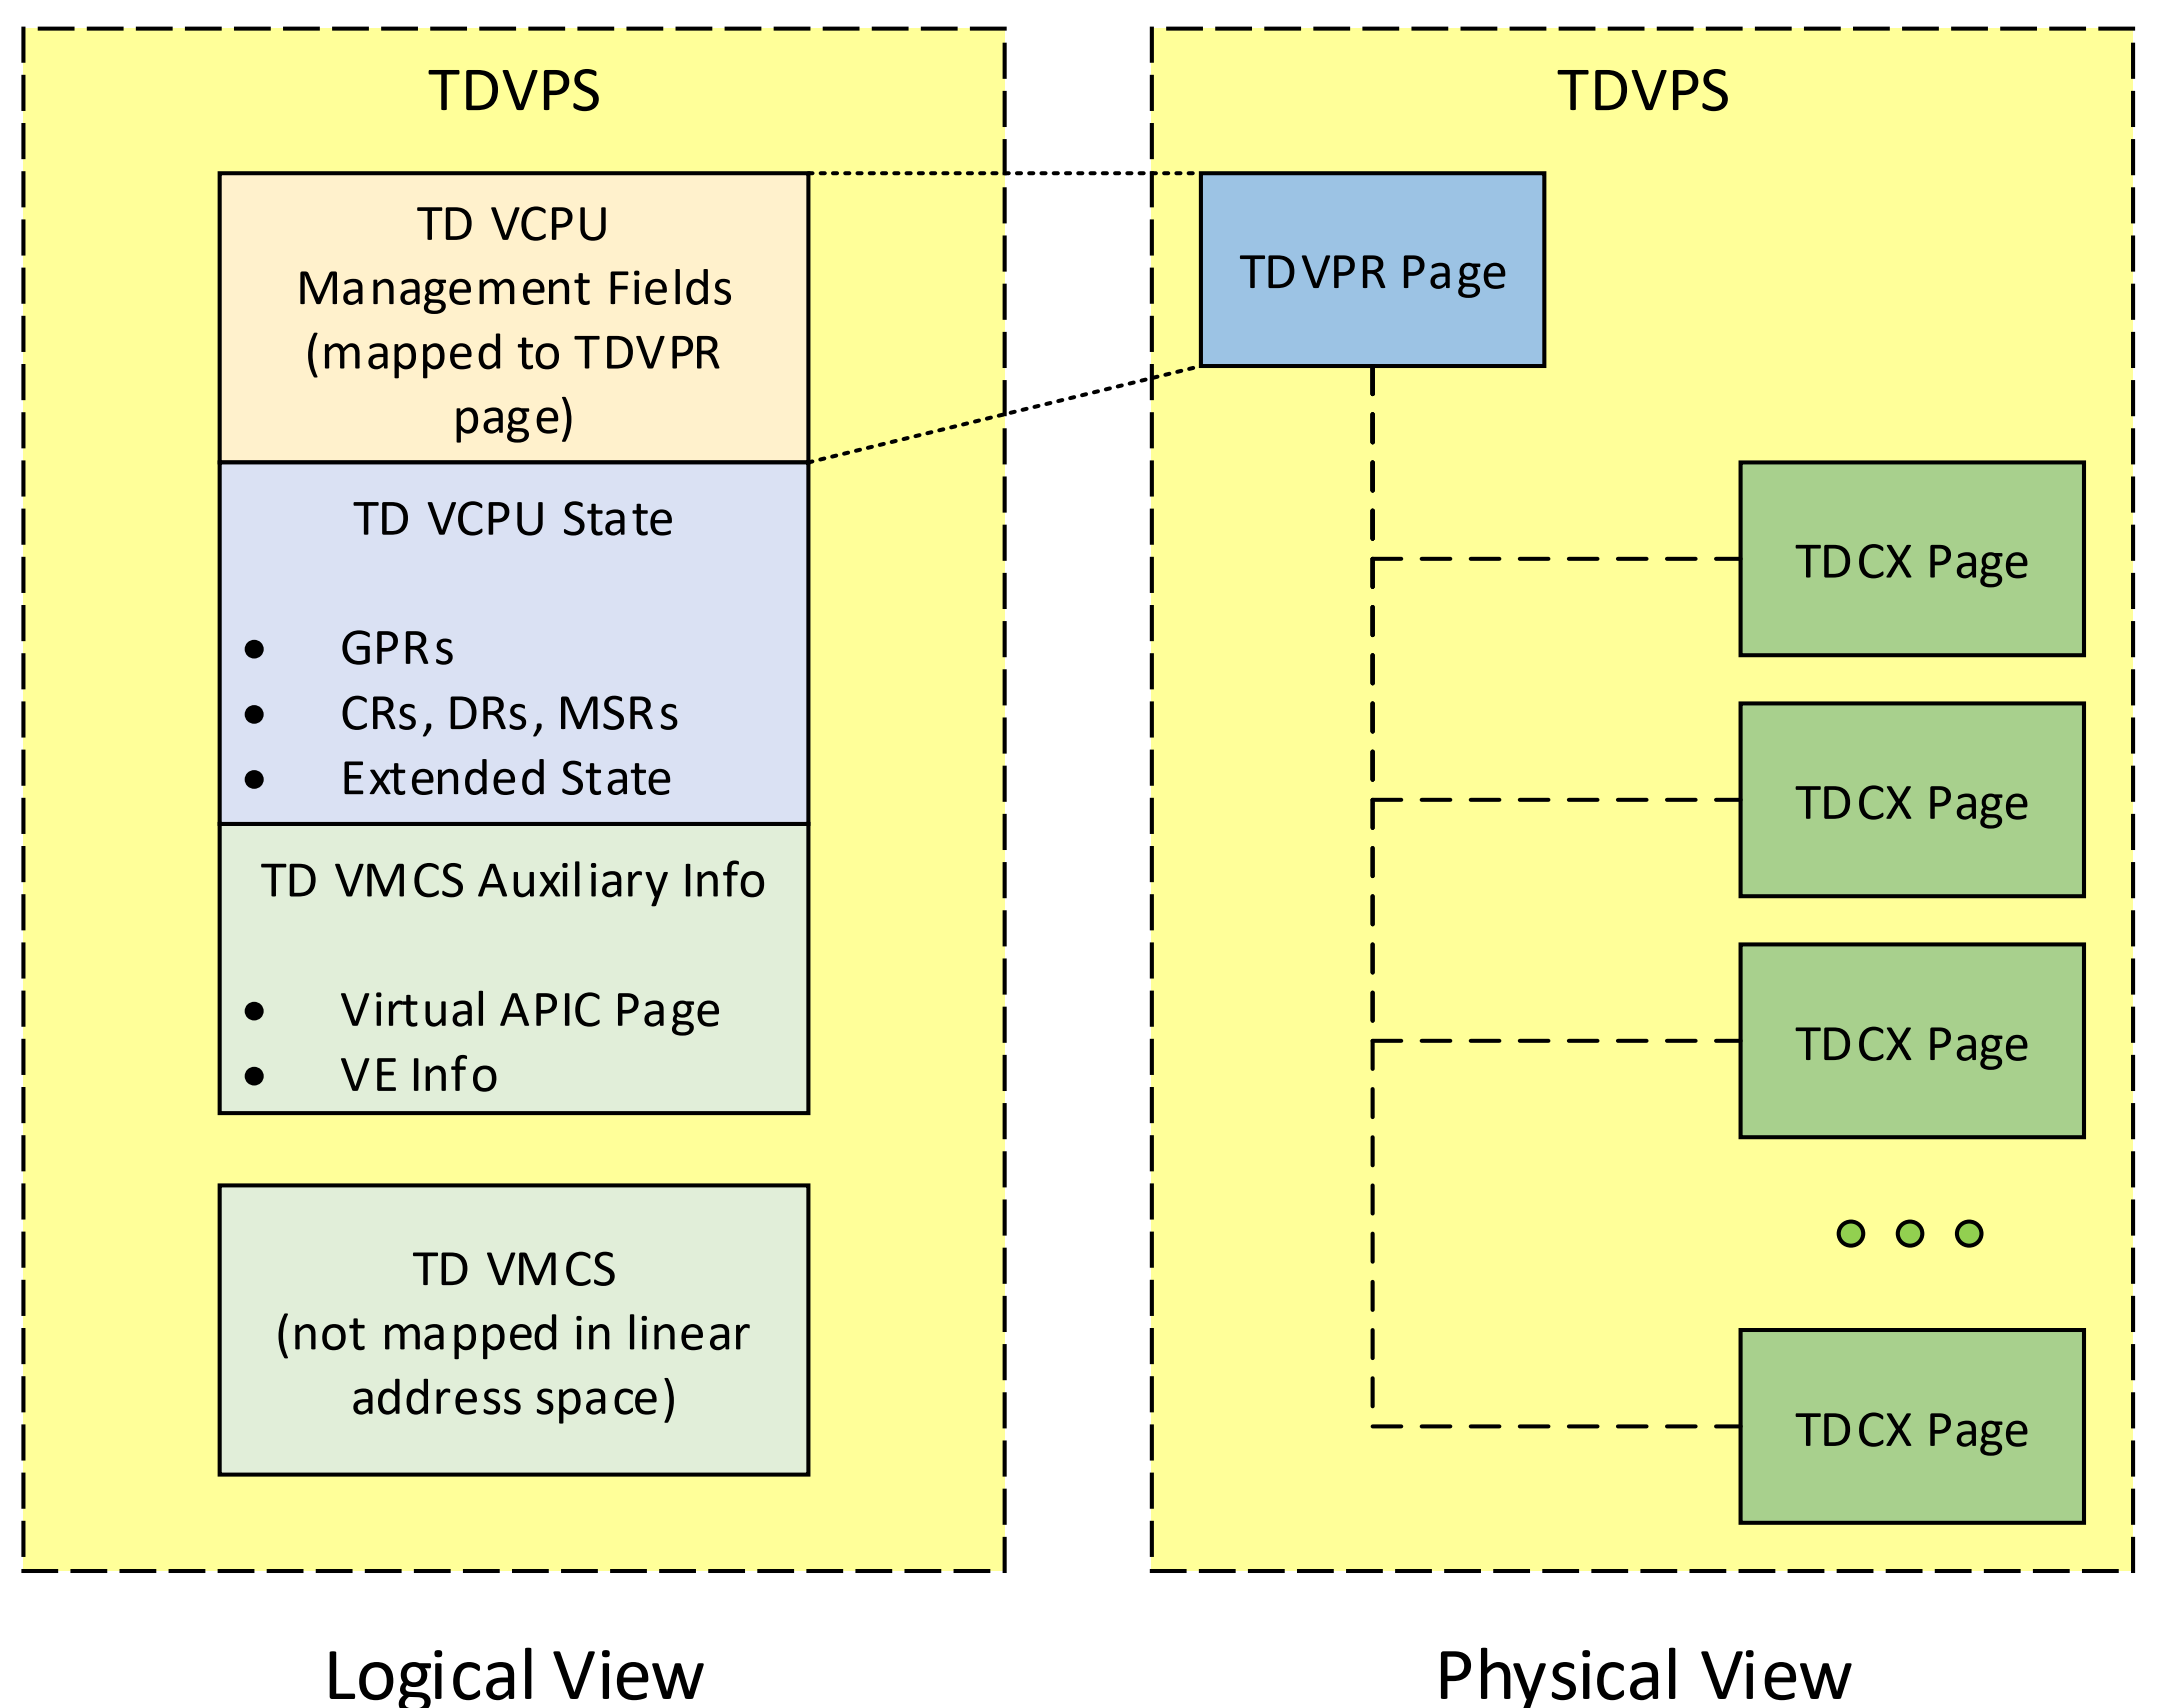 TDVPS
TD VCPU
Management Fields
(mapped to TDVPR
page)
TD VCPU State
● GPRs
● CRs, DRs, MSRs
● Extended State
TD VMCS Auxiliary Info
● Virtual APIC Page
● VE Info
TD VMCS
(not mapped in linear
address space)
Logical View
TDVPS
TDVPR Page
TDCX Page
TDCX Page
TDCX Page
TDCX Page
Physical View